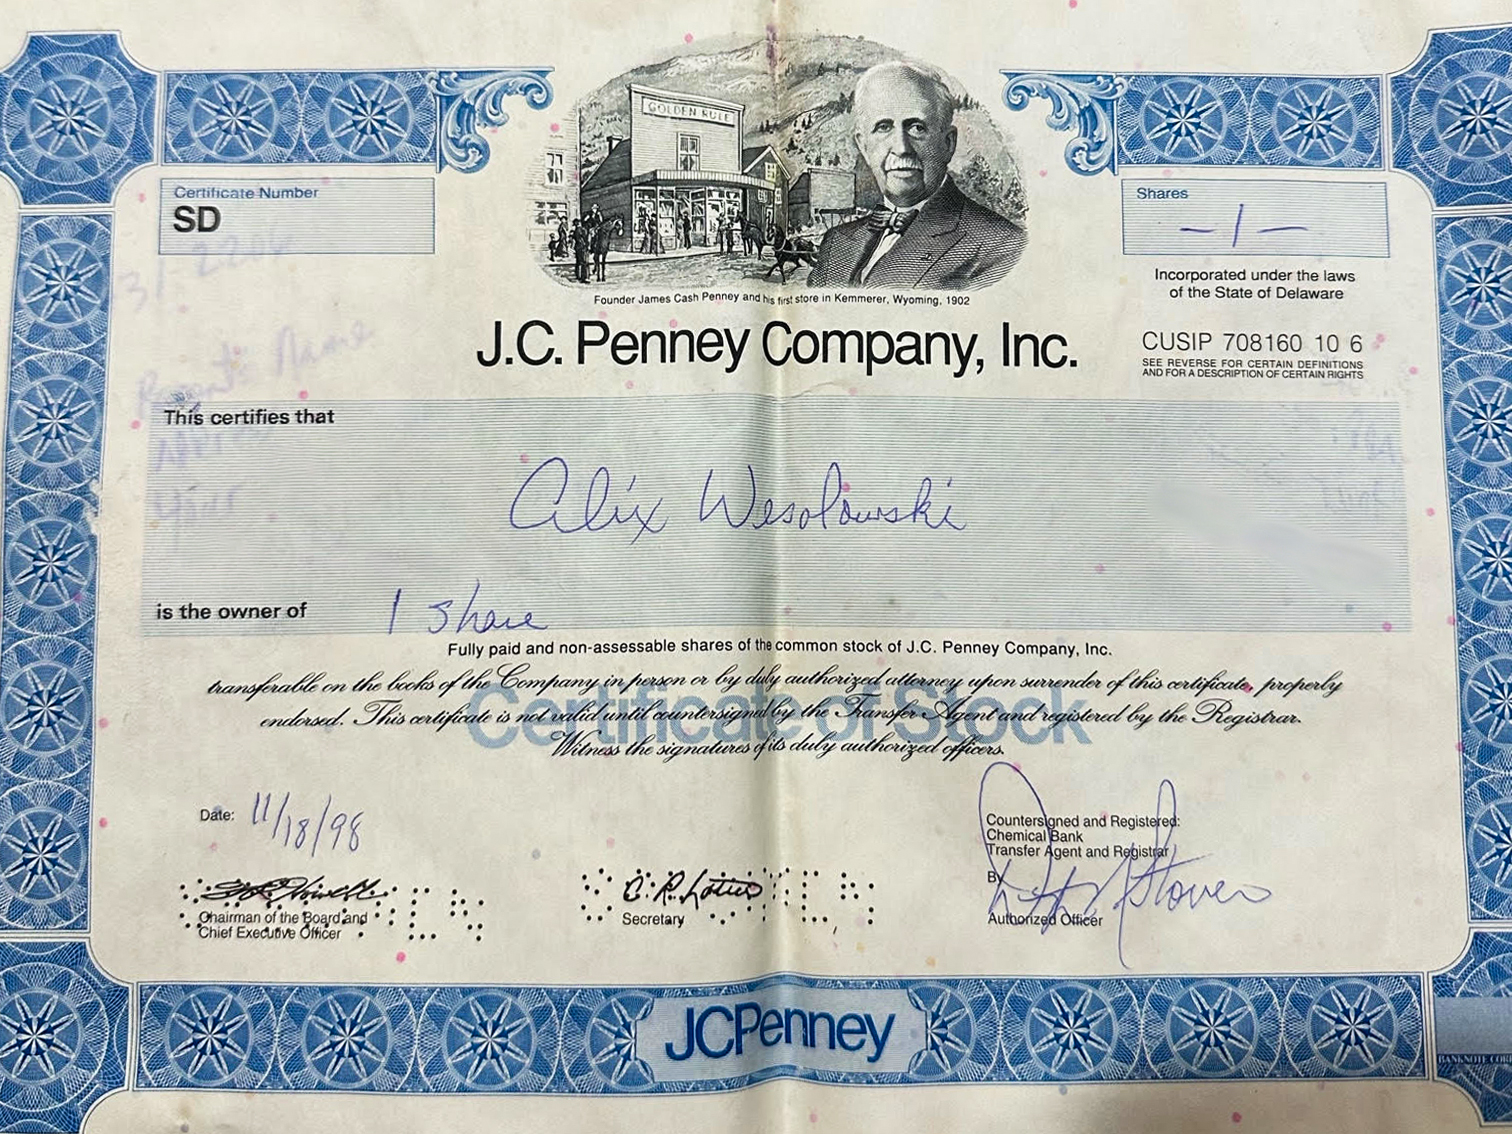 GOLDEN RULE
Certificate Number
SD
Shares
—1—
Founder James Cash Penney and his first store in Kemmerer, Wyoming, 1902
Incorporated under the laws
of the State of Delaware
J.C. Penney Company, Inc.
CUSIP 708160 10 6
SEE REVERSE FOR CERTAIN DEFINITIONS
AND FOR A DESCRIPTION OF CERTAIN RIGHTS
This certifies that
Alix Wesolowski
is the owner of 1 share
Fully paid and non-assessable shares of the common stock of J.C. Penney Company, Inc.
transferable on the books of the Company in person or by duly authorized attorney upon surrender of this certificate, properly
endorsed. This certificate is not valid until countersigned by the Transfer Agent and registered by the Registrar.
Certificate of Stock
Witness the signatures of its duly authorized officers.
Date: 11/18/98
Countersigned and Registered:
Chemical Bank
Transfer Agent and Registrar
By
Stover
Authorized Officer
Chairman of the Board and
Chief Executive Officer
C. R. Lotter
Secretary
JCPenney